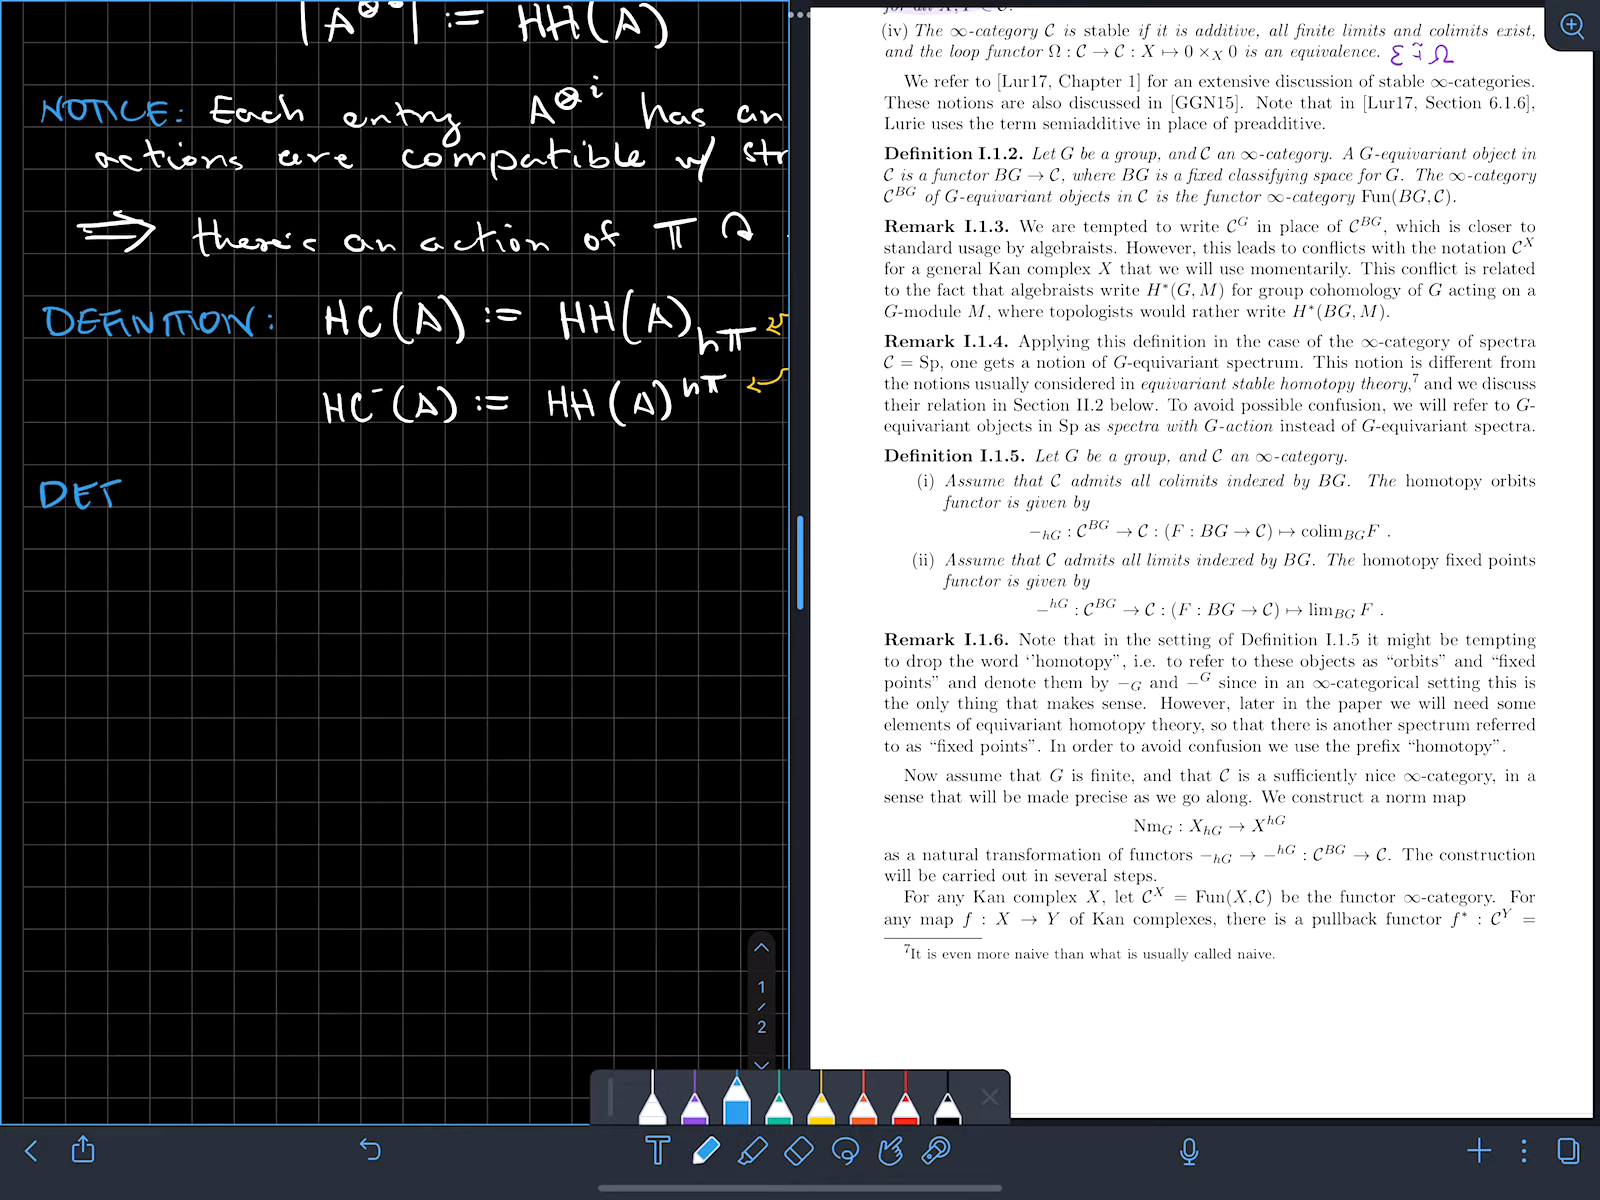 |A^⊗•| := HH(A)
NOTICE: Each entry A^⊗i has an
actions are compatible w/ str
⟹ there's an action of π
DEFINITION: HC(A) := HH(A)_hπ
HC⁻(A) := HH(A)^hπ
DET
1
/
2
(iv) The ∞-category C is stable if it is additive, all finite limits and colimits exist,
and the loop functor Ω : C → C : X ↦ 0 ×_X 0 is an equivalence.
We refer to [Lur17, Chapter 1] for an extensive discussion of stable ∞-categories.
These notions are also discussed in [GGN15]. Note that in [Lur17, Section 6.1.6],
Lurie uses the term semiadditive in place of preadditive.
Definition I.1.2. Let G be a group, and C an ∞-category. A G-equivariant object in
C is a functor BG → C, where BG is a fixed classifying space for G. The ∞-category
C^BG of G-equivariant objects in C is the functor ∞-category Fun(BG, C).
Remark I.1.3. We are tempted to write C^G in place of C^BG, which is closer to
standard usage by algebraists. However, this leads to conflicts with the notation C^X
for a general Kan complex X that we will use momentarily. This conflict is related
to the fact that algebraists write H*(G, M) for group cohomology of G acting on a
G-module M, where topologists would rather write H*(BG, M).
Remark I.1.4. Applying this definition in the case of the ∞-category of spectra
C = Sp, one gets a notion of G-equivariant spectrum. This notion is different from
the notions usually considered in equivariant stable homotopy theory,⁷ and we discuss
their relation in Section II.2 below. To avoid possible confusion, we will refer to G-
equivariant objects in Sp as spectra with G-action instead of G-equivariant spectra.
Definition I.1.5. Let G be a group, and C an ∞-category.
(i) Assume that C admits all colimits indexed by BG. The homotopy orbits
functor is given by
−_hG : C^BG → C : (F : BG → C) ↦ colim_BG F .
(ii) Assume that C admits all limits indexed by BG. The homotopy fixed points
functor is given by
−^hG : C^BG → C : (F : BG → C) ↦ lim_BG F .
Remark I.1.6. Note that in the setting of Definition I.1.5 it might be tempting
to drop the word ‘'homotopy”, i.e. to refer to these objects as “orbits” and “fixed
points” and denote them by −_G and −^G since in an ∞-categorical setting this is
the only thing that makes sense. However, later in the paper we will need some
elements of equivariant homotopy theory, so that there is another spectrum referred
to as “fixed points”. In order to avoid confusion we use the prefix “homotopy”.
Now assume that G is finite, and that C is a sufficiently nice ∞-category, in a
sense that will be made precise as we go along. We construct a norm map
Nm_G : X_hG → X^hG
as a natural transformation of functors −_hG → −^hG : C^BG → C. The construction
will be carried out in several steps.
For any Kan complex X, let C^X = Fun(X, C) be the functor ∞-category. For
any map f : X → Y of Kan complexes, there is a pullback functor f* : C^Y =
⁷It is even more naive than what is usually called naive.
T